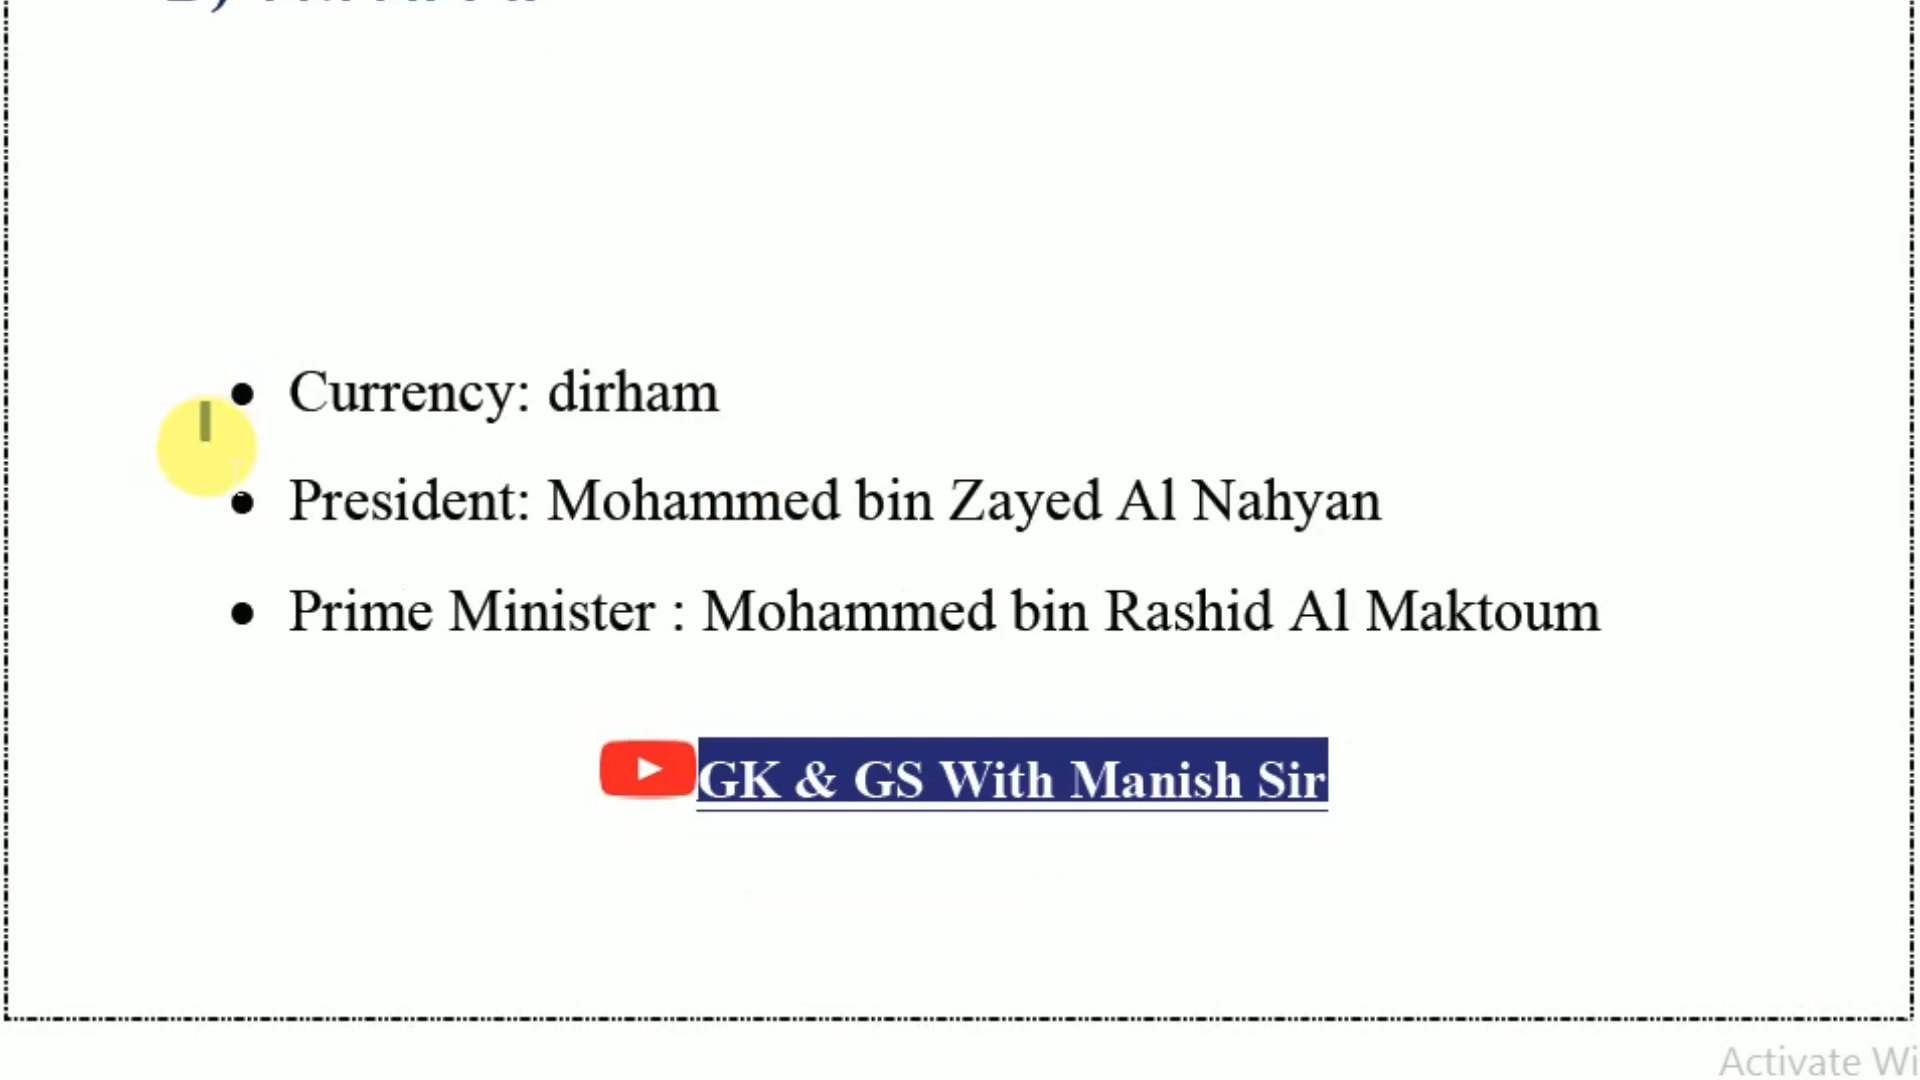 Currency: dirham
President: Mohammed bin Zayed Al Nahyan
Prime Minister : Mohammed bin Rashid Al Maktoum
GK & GS With Manish Sir
Activate Wi